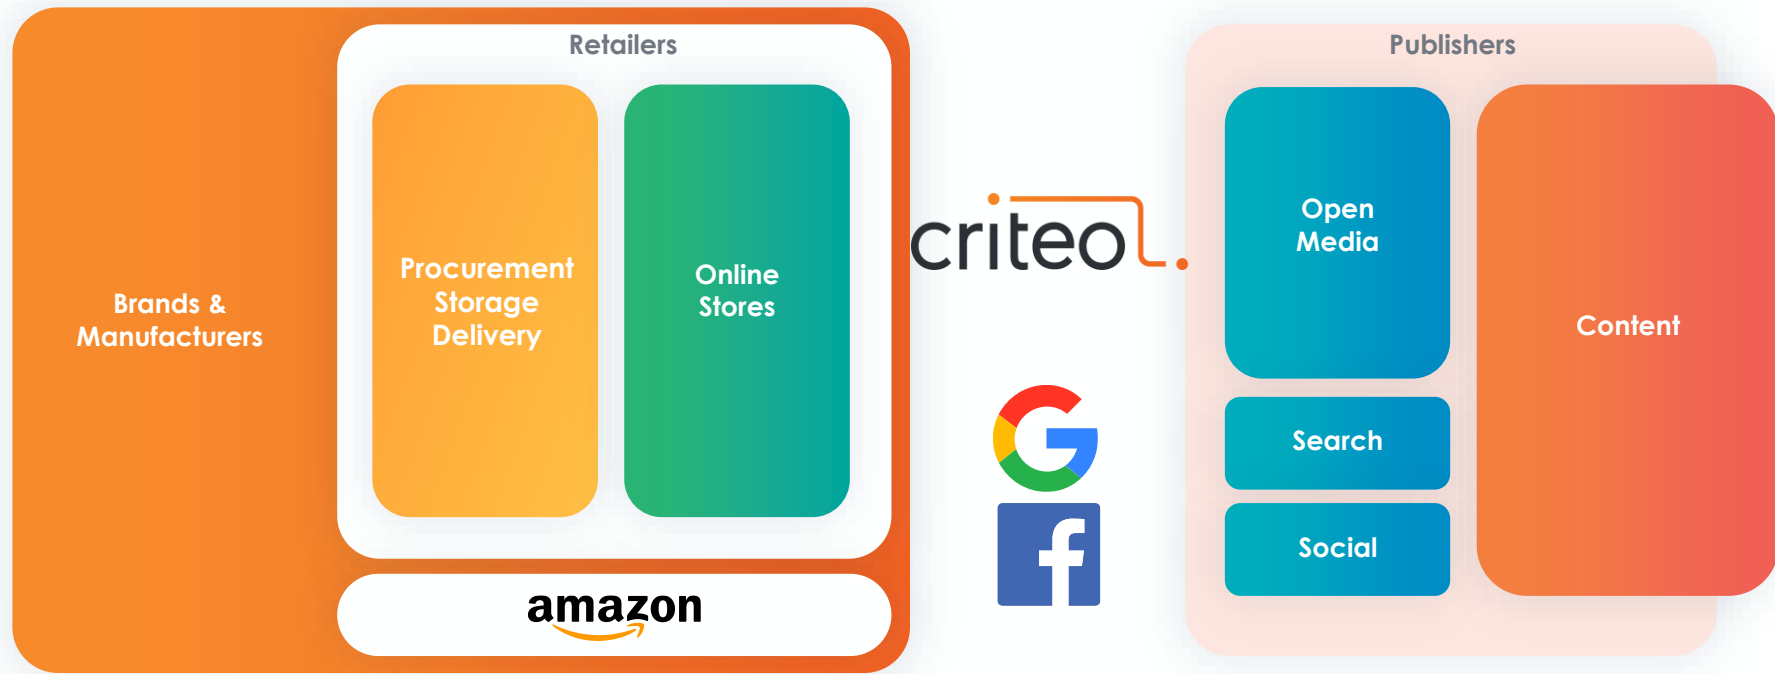 Retailers
Publishers
Brands &
Manufacturers
Procurement
Storage
Delivery
Online
Stores
amazon
criteo
Open
Media
Search
Social
Content